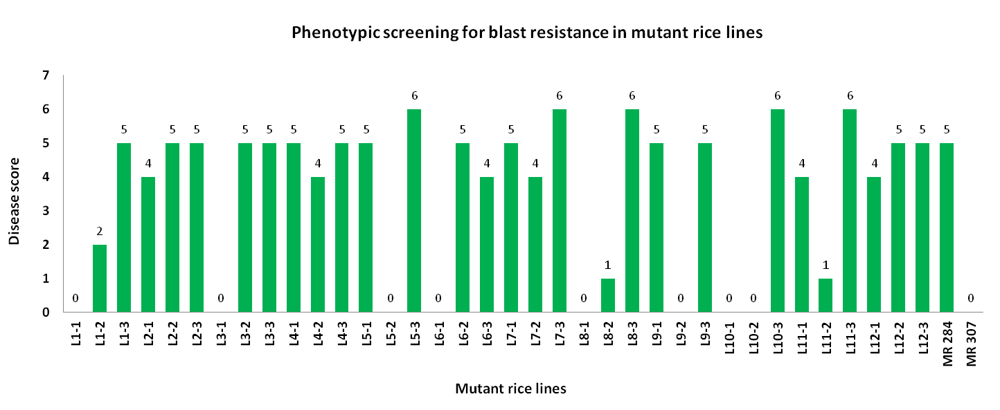 Phenotypic screening for blast resistance in mutant rice lines
Disease score
7
6
5
4
3
2
1
0
0
2
5
4
5
5
0
5
5
5
4
5
5
0
6
0
5
4
5
4
6
0
1
6
5
0
5
0
0
6
4
1
6
4
5
5
5
0
L1-1
L1-2
L1-3
L2-1
L2-2
L2-3
L3-1
L3-2
L3-3
L4-1
L4-2
L4-3
L5-1
L5-2
L5-3
L6-1
L6-2
L6-3
L7-1
L7-2
L7-3
L8-1
L8-2
L8-3
L9-1
L9-2
L9-3
L10-1
L10-2
L10-3
L11-1
L11-2
L11-3
L12-1
L12-2
L12-3
MR 284
MR 307
Mutant rice lines